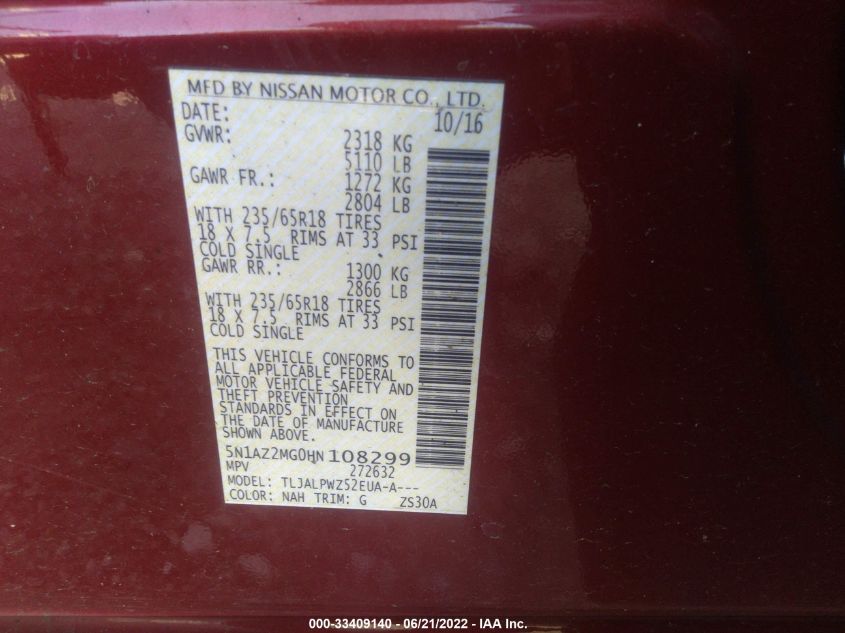 MFD BY NISSAN MOTOR CO., LTD.
DATE: 10/16
GVWR: 2318 KG
5110 LB
GAWR FR.: 1272 KG
2804 LB
WITH 235/65R18 TIRES
18 X 7.5 RIMS AT 33 PSI
COLD SINGLE
GAWR RR.: 1300 KG
2866 LB
WITH 235/65R18 TIRES
18 X 7.5 RIMS AT 33 PSI
COLD SINGLE
THIS VEHICLE CONFORMS TO
ALL APPLICABLE FEDERAL
MOTOR VEHICLE SAFETY AND
THEFT PREVENTION
STANDARDS IN EFFECT ON
THE DATE OF MANUFACTURE
SHOWN ABOVE.
5N1AZ2MG0HN108299
MPV 272632
MODEL: TLJALPWZ52EUA-A---
COLOR: NAH TRIM: G ZS30A
000-33409140 - 06/21/2022 - IAA Inc.